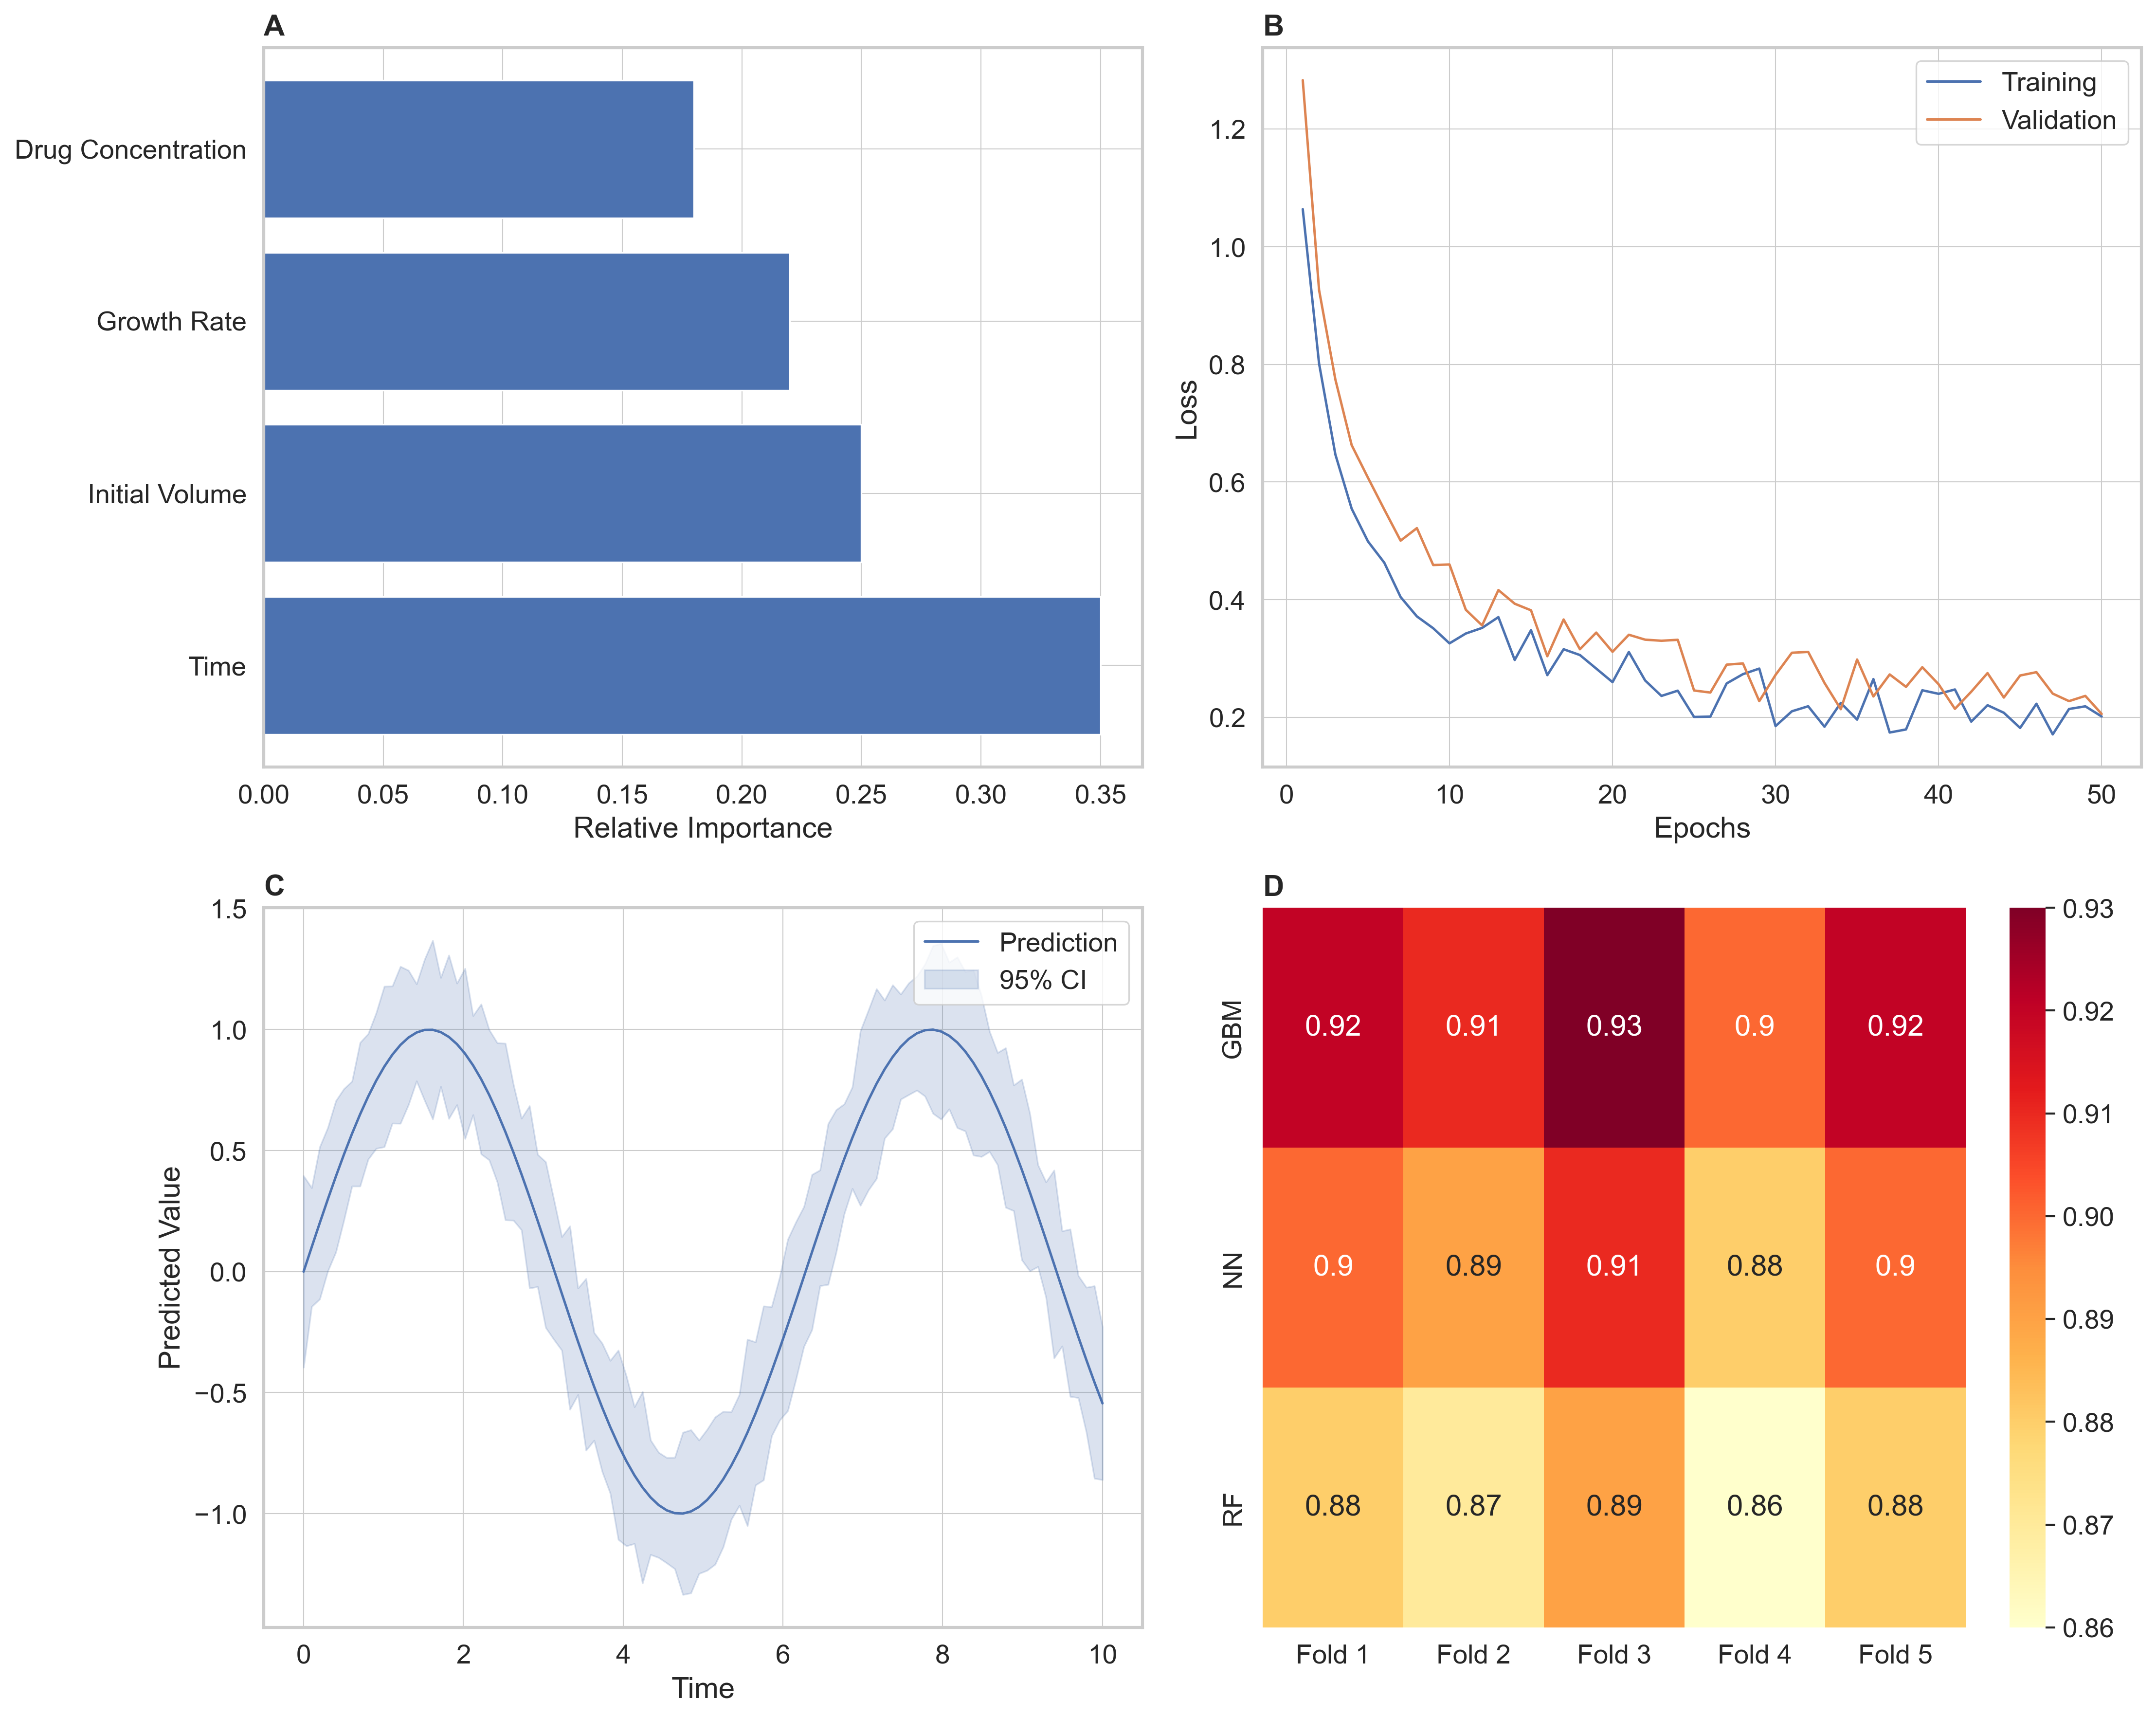 A
Drug Concentration
Growth Rate
Initial Volume
Time
0.00 0.05 0.10 0.15 0.20 0.25 0.30 0.35
Relative Importance
B
Training
Validation
1.2
1.0
0.8
0.6
0.4
0.2
Loss
0 10 20 30 40 50
Epochs
C
Prediction
95% CI
1.5
1.0
0.5
0.0
−0.5
−1.0
Predicted Value
0 2 4 6 8 10
Time
D
GBM 0.92 0.91 0.93 0.9 0.92
NN 0.9 0.89 0.91 0.88 0.9
RF 0.88 0.87 0.89 0.86 0.88
Fold 1 Fold 2 Fold 3 Fold 4 Fold 5
0.93
0.92
0.91
0.90
0.89
0.88
0.87
0.86